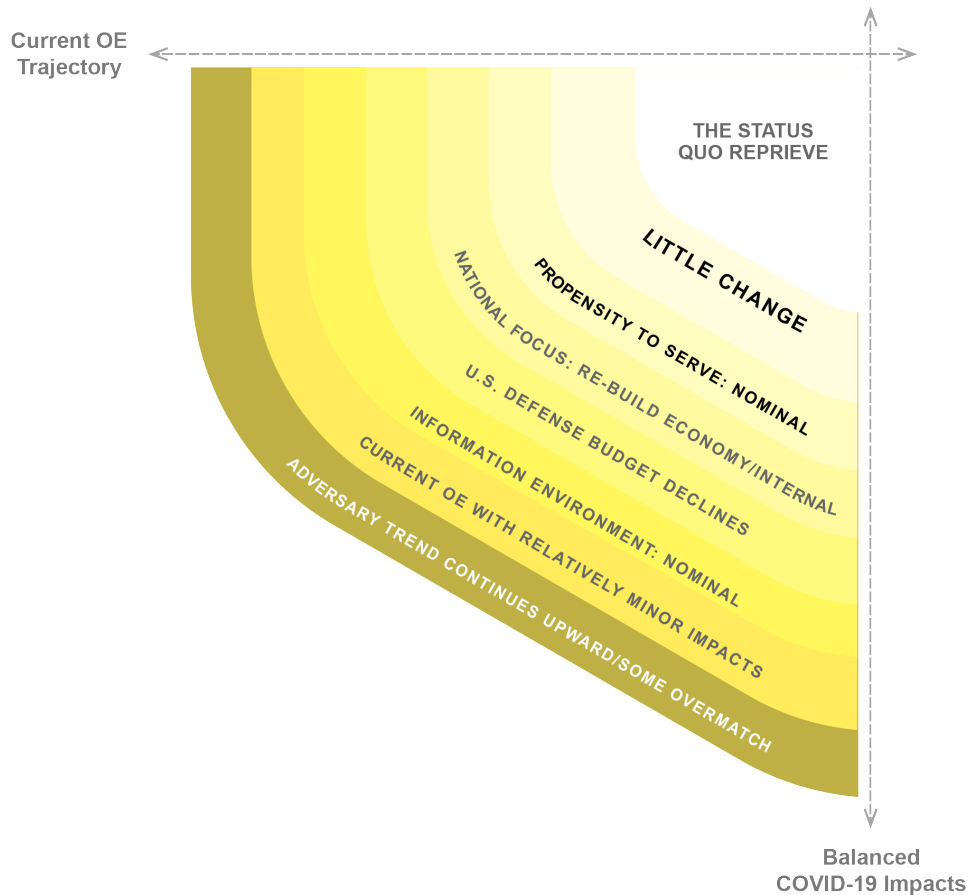 Current OE
Trajectory
THE STATUS
QUO REPRIEVE
LITTLE CHANGE
PROPENSITY TO SERVE: NOMINAL
NATIONAL FOCUS: RE-BUILD ECONOMY/INTERNAL
U.S. DEFENSE BUDGET DECLINES
INFORMATION ENVIRONMENT: NOMINAL
CURRENT OE WITH RELATIVELY MINOR IMPACTS
ADVERSARY TREND CONTINUES UPWARD/SOME OVERMATCH
Balanced
COVID-19 Impacts